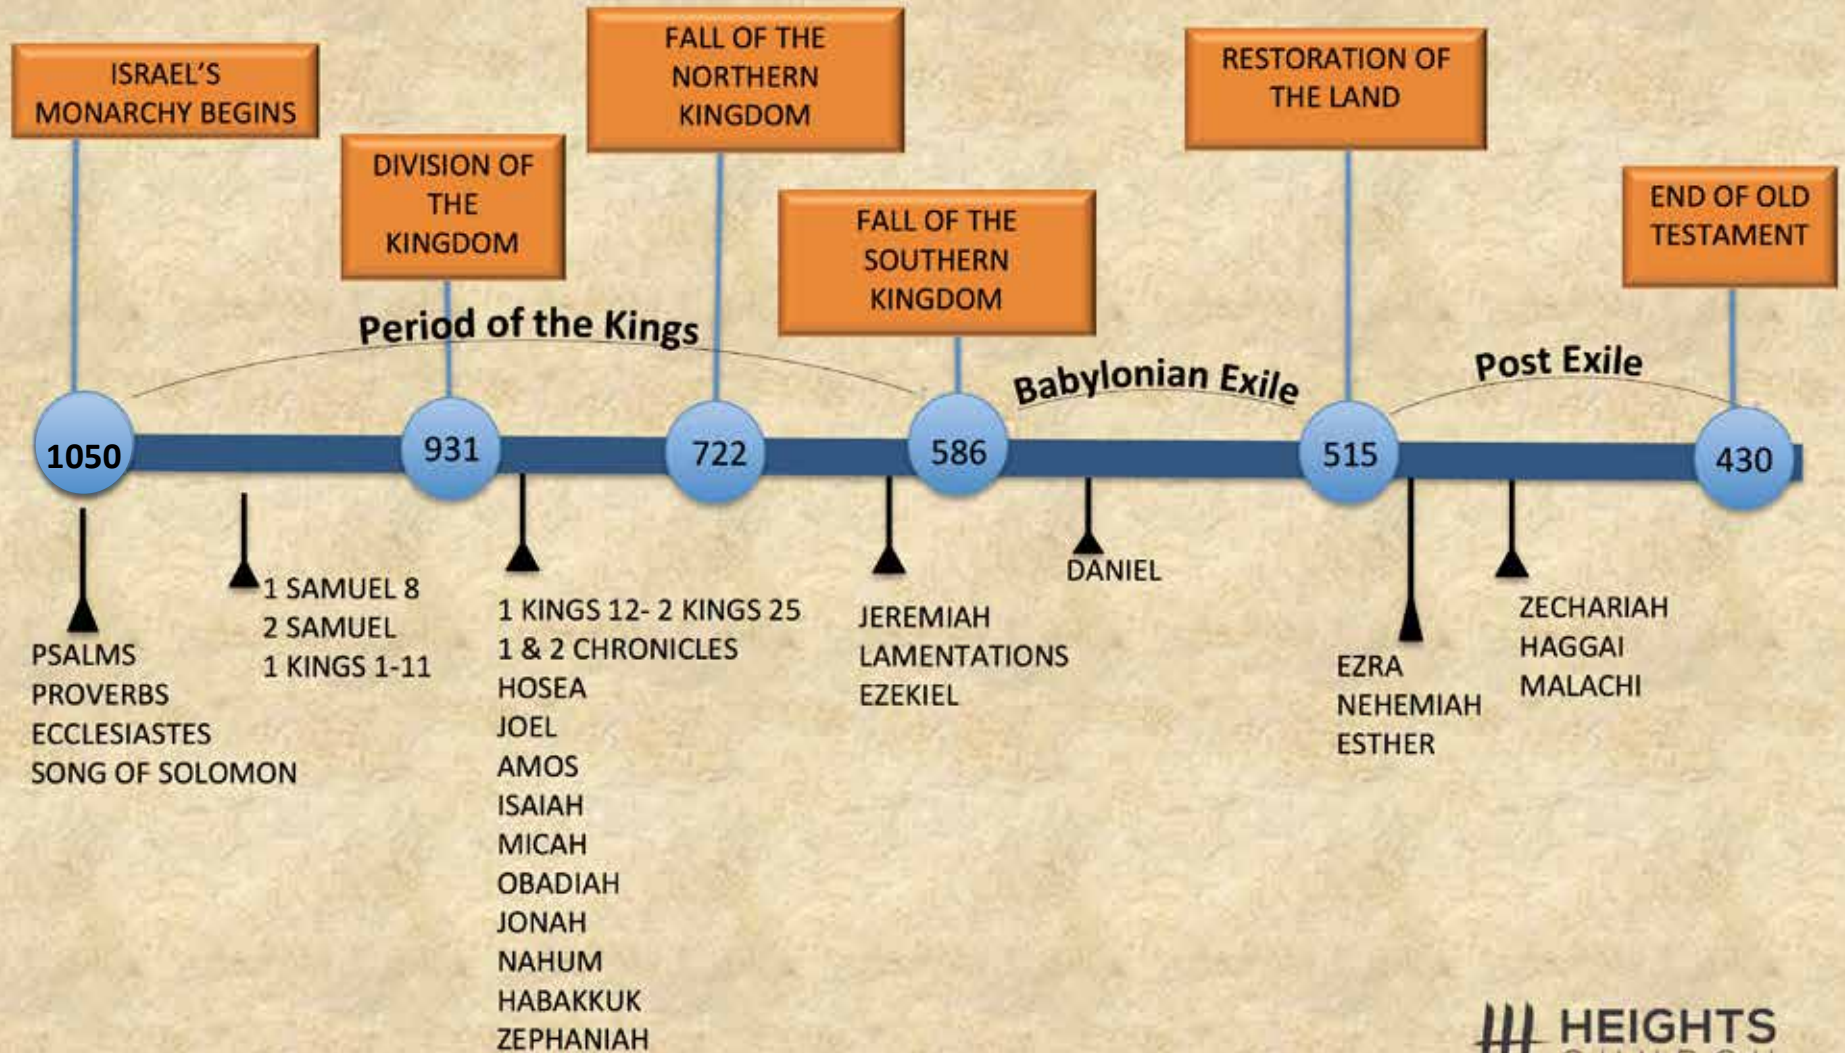 ISRAEL'S
MONARCHY BEGINS
DIVISION OF
THE
KINGDOM
FALL OF THE
NORTHERN
KINGDOM
FALL OF THE
SOUTHERN
KINGDOM
RESTORATION OF
THE LAND
END OF OLD
TESTAMENT
Period of the Kings
Babylonian Exile
Post Exile
1050
931
722
586
515
430
PSALMS
PROVERBS
ECCLESIASTES
SONG OF SOLOMON
1 SAMUEL 8
2 SAMUEL
1 KINGS 1-11
1 KINGS 12- 2 KINGS 25
1 & 2 CHRONICLES
HOSEA
JOEL
AMOS
ISAIAH
MICAH
OBADIAH
JONAH
NAHUM
HABAKKUK
ZEPHANIAH
JEREMIAH
LAMENTATIONS
EZEKIEL
DANIEL
EZRA
NEHEMIAH
ESTHER
ZECHARIAH
HAGGAI
MALACHI
HEIGHTS